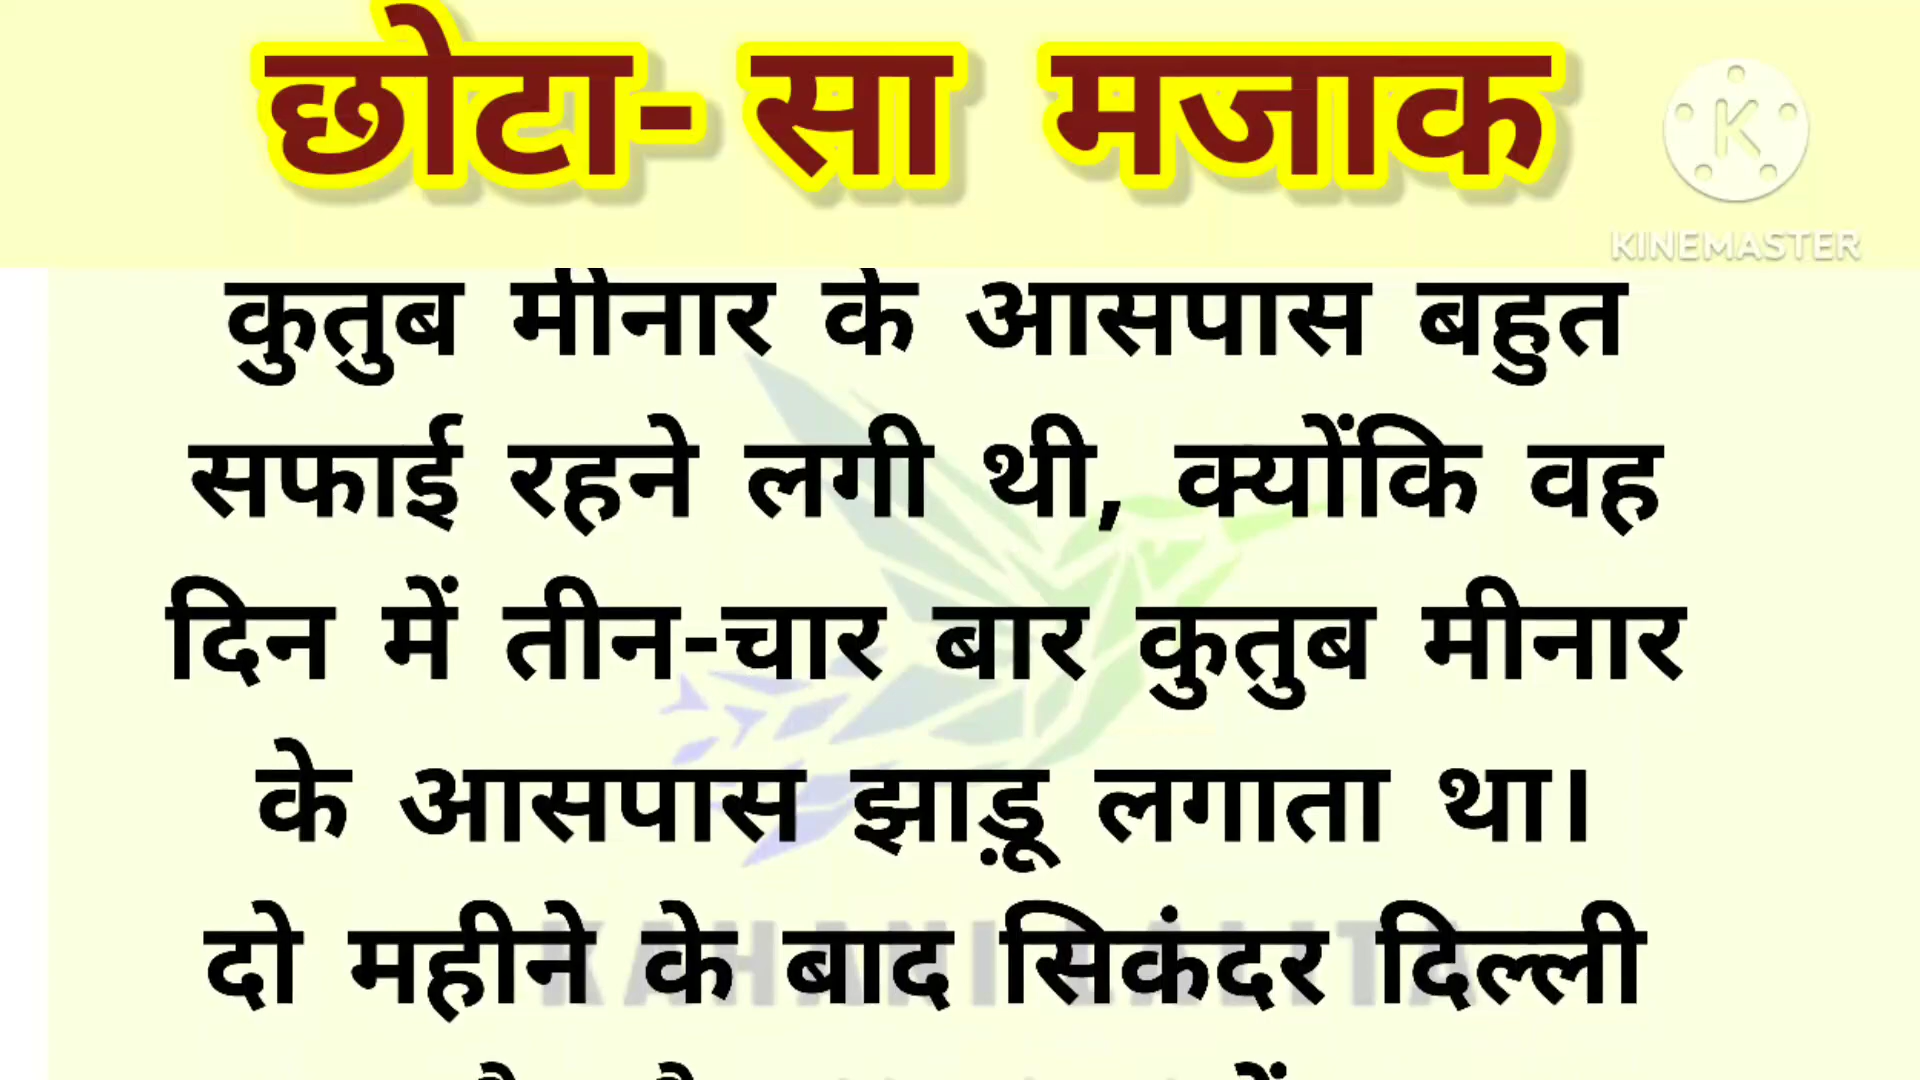 छोटा- सा मजाक
K
KINEMASTER
कुतुब मीनार के आसपास बहुत
सफाई रहने लगी थी, क्योंकि वह
दिन में तीन-चार बार कुतुब मीनार
के आसपास झाड़ू लगाता था।
दो महीने के बाद सिकंदर दिल्ली